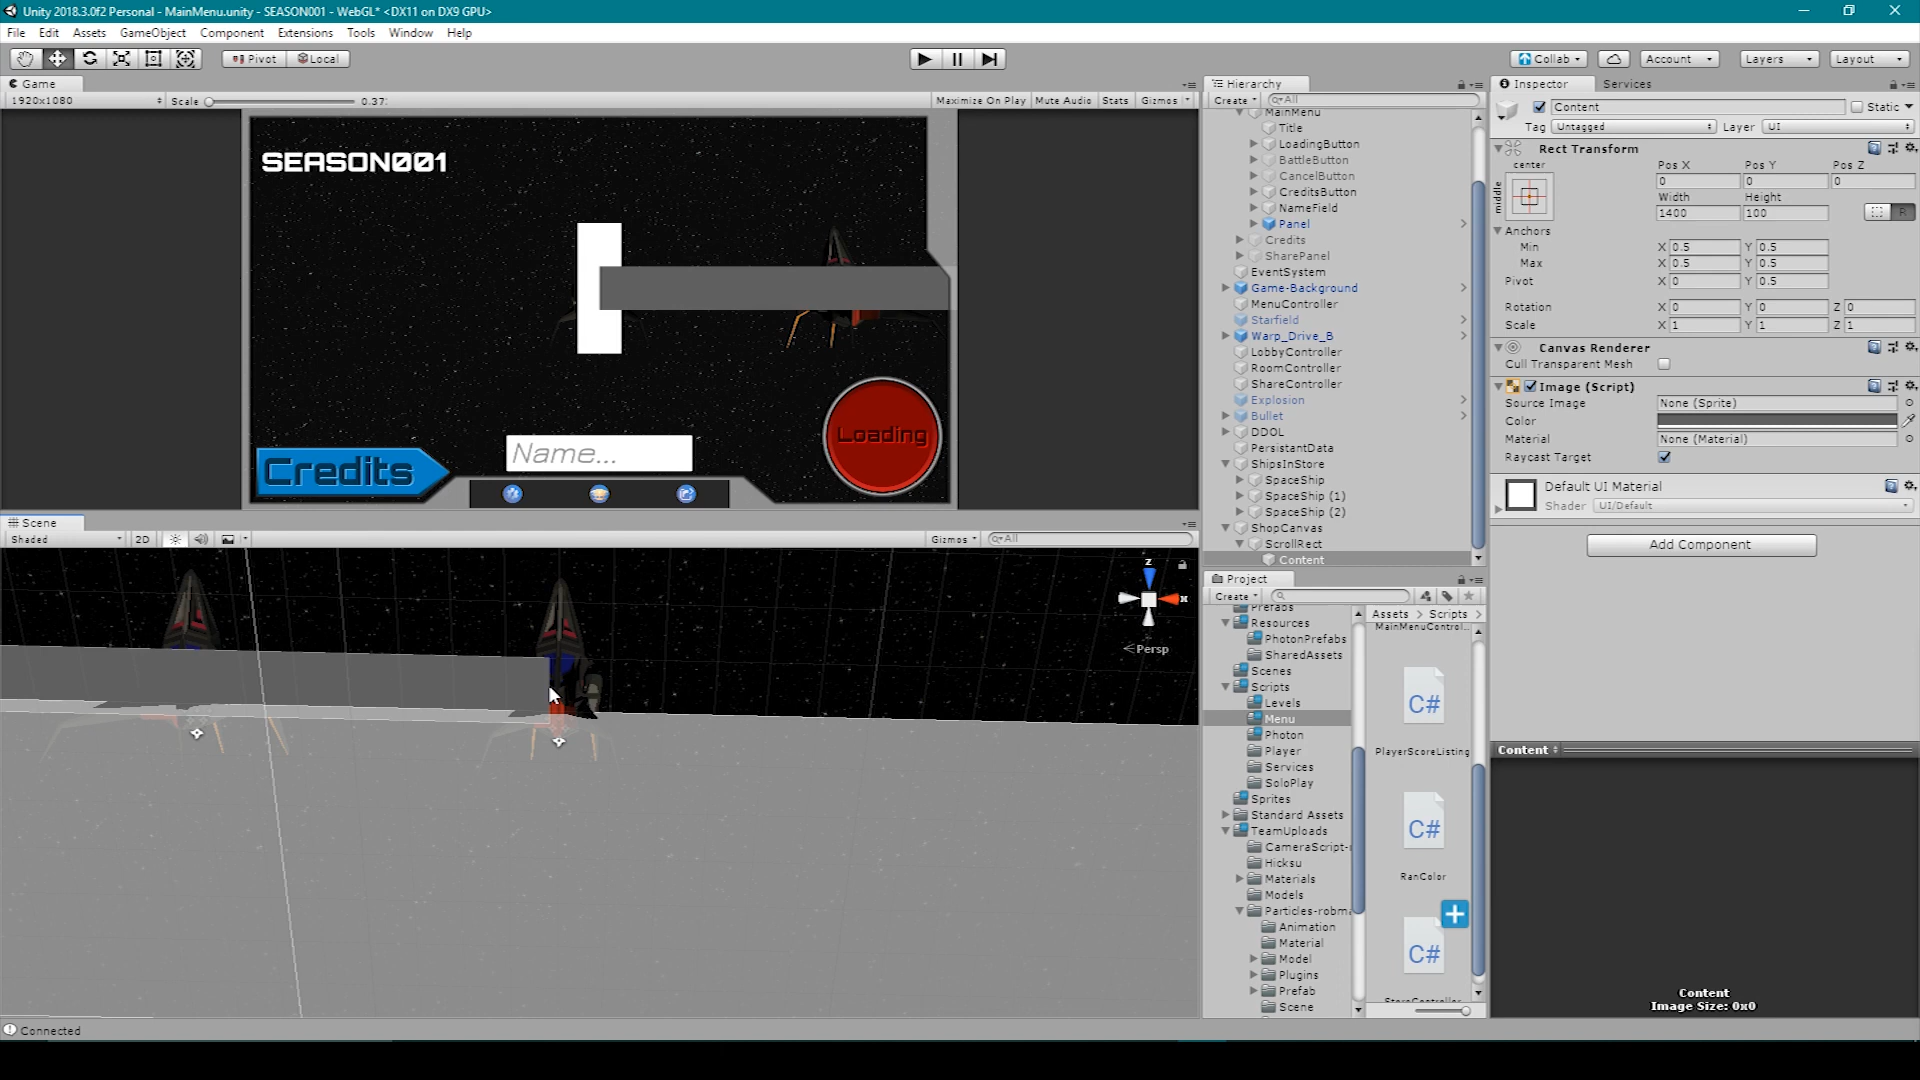 Unity 2018.3.0f2 Personal - MainMenu.unity - SEASON001 - WebGL* <DX11 on DX9 GPU>
File Edit Assets GameObject Component Extensions Tools Window Help
Pivot Local Collab Account Layers Layout
Game
1920x1080 Scale 0.37: Maximize On Play Mute Audio Stats Gizmos
SEASON001
Name...
Loading
Credits
Scene
Shaded 2D Gizmos All
z
x
Persp
Hierarchy
Create All
MainMenu
Title
LoadingButton
BattleButton
CancelButton
CreditsButton
NameField
Panel
Credits
SharePanel
EventSystem
Game-Background
MenuController
Starfield
Warp_Drive_B
LobbyController
RoomController
ShareController
Explosion
Bullet
DDOL
PersistantData
ShipsInStore
SpaceShip
SpaceShip (1)
SpaceShip (2)
ShopCanvas
ScrollRect
Content
Project
Create
Prefabs
Resources
PhotonPrefabs
SharedAssets
Scenes
Scripts
Levels
Menu
Photon
Player
Services
SoloPlay
Sprites
Standard Assets
TeamUploads
CameraScript-
Hicksu
Materials
Models
Particles-robm
Animation
Material
Model
Plugins
Prefab
Scene
Assets > Scripts >
MainMenuControl...
C#
PlayerScoreListing
C#
RanColor
C#
StoreController
Inspector Services
Content Static
Tag Untagged Layer UI
Rect Transform
center Pos X Pos Y Pos Z
middle 0 0 0
Width Height
1400 100 R
Anchors
Min X 0.5 Y 0.5
Max X 0.5 Y 0.5
Pivot X 0 Y 0.5
Rotation X 0 Y 0 Z 0
Scale X 1 Y 1 Z 1
Canvas Renderer
Cull Transparent Mesh
Image (Script)
Source Image None (Sprite)
Color
Material None (Material)
Raycast Target
Default UI Material
Shader UI/Default
Add Component
Content
Content
Image Size: 0x0
Connected